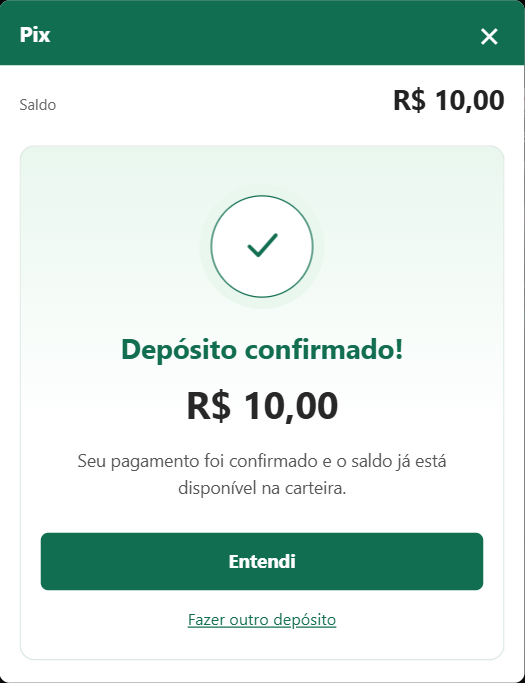 Pix
Saldo
R$ 10,00
Depósito confirmado!
R$ 10,00
Seu pagamento foi confirmado e o saldo já está
disponível na carteira.
Entendi
Fazer outro depósito